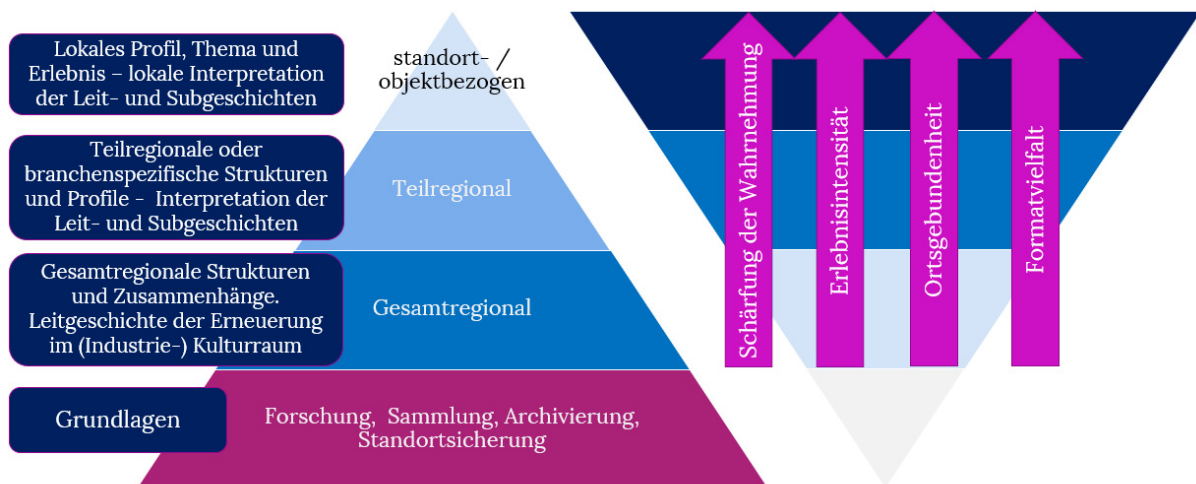 Lokales Profil, Thema und
Erlebnis – lokale Interpretation
der Leit- und Subgeschichten
standort- /
objektbezogen
Teilregionale oder
branchenspezifische Strukturen
und Profile - Interpretation der
Leit- und Subgeschichten
Teilregional
Gesamtregionale Strukturen
und Zusammenhänge.
Leitgeschichte der Erneuerung
im (Industrie-) Kulturraum
Gesamtregional
Grundlagen
Forschung, Sammlung, Archivierung,
Standortsicherung
Schärfung der Wahrnehmung
Erlebnisintensität
Ortsgebundenheit
Formatvielfalt